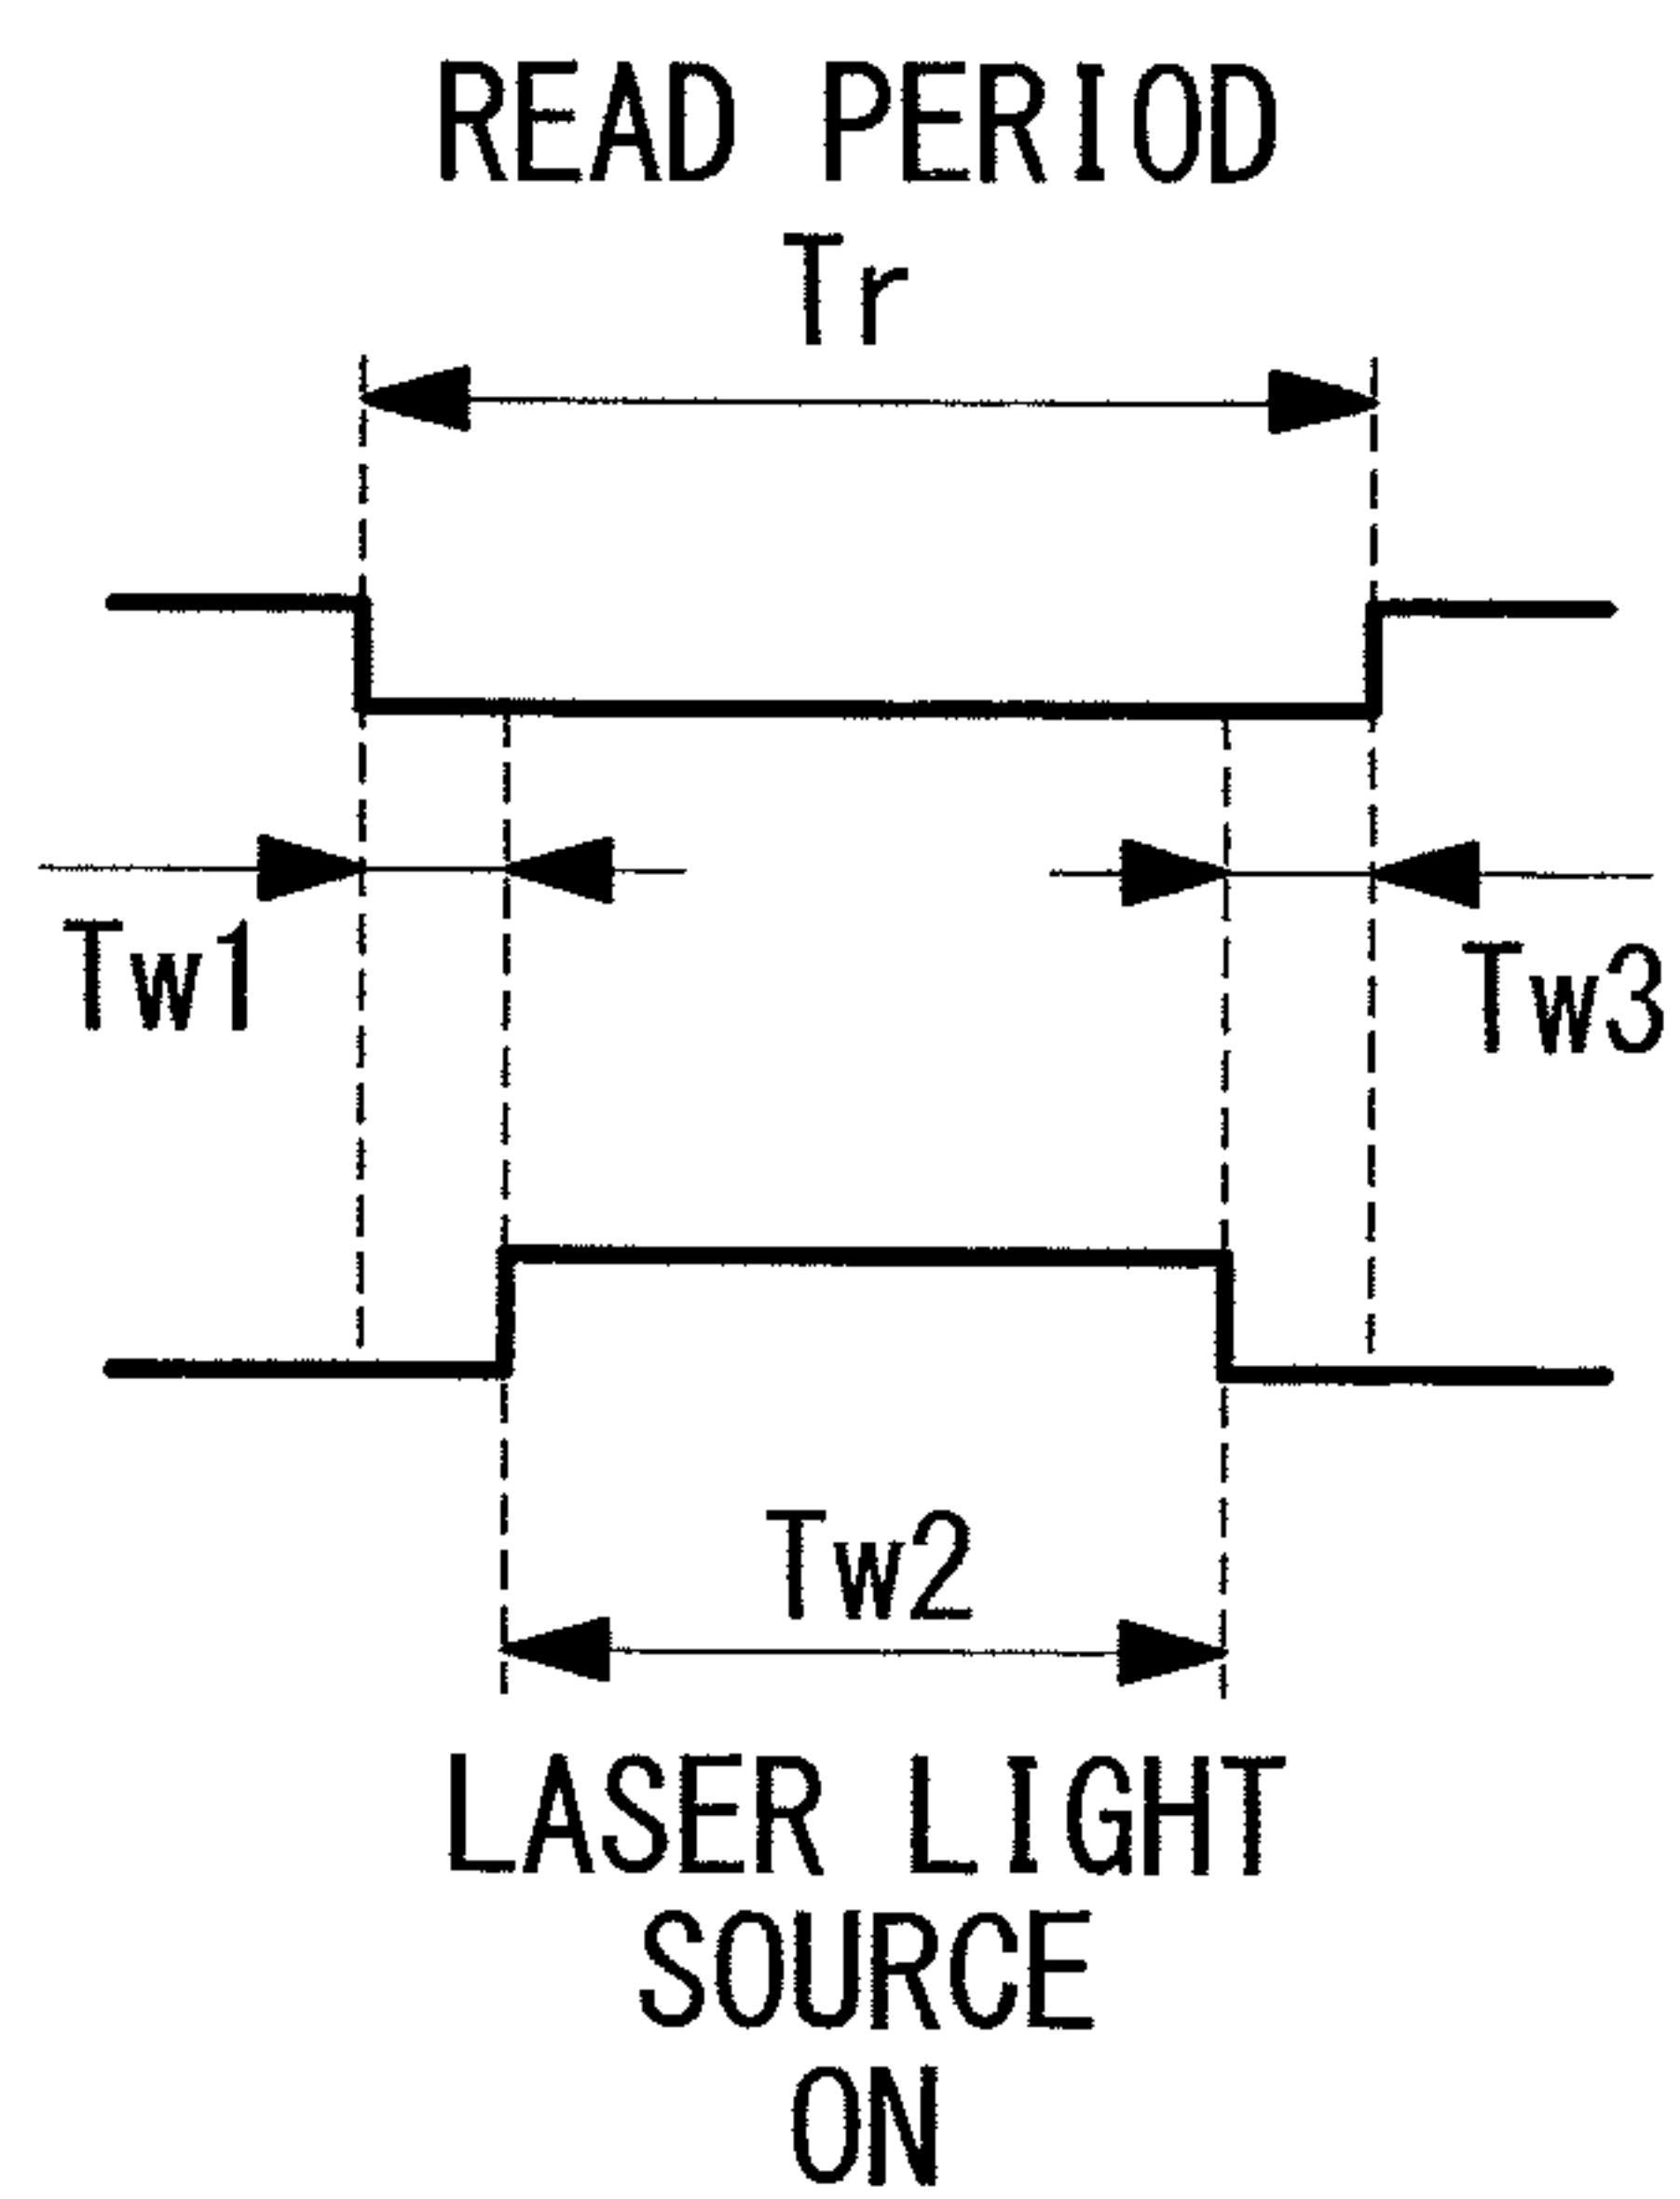 READ PERIOD
Tr
Tw1
Tw3
Tw2
LASER LIGHT
SOURCE
ON